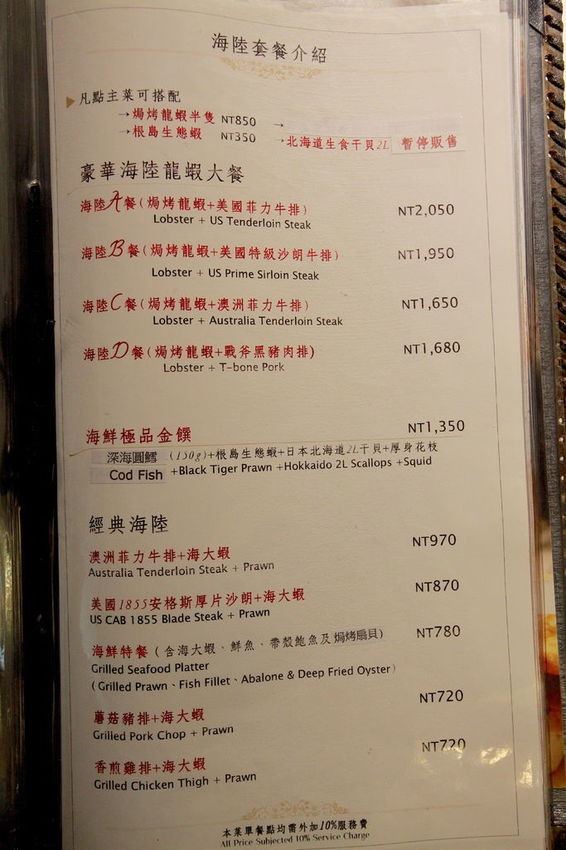 海陸套餐介紹
凡點主菜可搭配
→焗烤龍蝦半隻 NT850 →
→根島生態蝦 NT350 →北海道生食干貝2L 暫停販售
豪華海陸龍蝦大餐
海陸A餐(焗烤龍蝦+美國菲力牛排) NT2,050
Lobster + US Tenderloin Steak
海陸B餐(焗烤龍蝦+美國特級沙朗牛排) NT1,950
Lobster + US Prime Sirloin Steak
海陸C餐(焗烤龍蝦+澳洲菲力牛排) NT1,650
Lobster + Australia Tenderloin Steak
海陸D餐(焗烤龍蝦+戰斧黑豬肉排) NT1,680
Lobster + T-bone Pork
海鮮極品金饌 NT1,350
深海圓鱈 (150g)+根島生態蝦+日本北海道2L干貝+厚身花枝
Cod Fish +Black Tiger Prawn +Hokkaido 2L Scallops +Squid
經典海陸
澳洲菲力牛排+海大蝦 NT970
Australia Tenderloin Steak + Prawn
美國1855安格斯厚片沙朗+海大蝦 NT870
US CAB 1855 Blade Steak + Prawn
海鮮特餐 (含海大蝦、鮮魚、帶殼鮑魚及焗烤扇貝) NT780
Grilled Seafood Platter
(Grilled Prawn、Fish Fillet、Abalone & Deep Fried Oyster)
蘑菇豬排+海大蝦 NT720
Grilled Pork Chop + Prawn
香煎雞排+海大蝦 NT720
Grilled Chicken Thigh + Prawn
本菜單餐點均需外加10%服務費
All Price Subjected 10% Service Charge